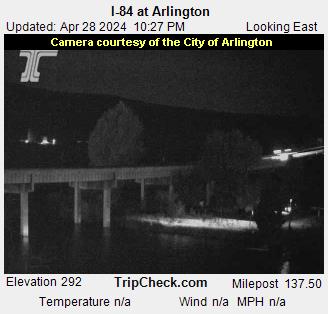 I-84 at Arlington
Updated: Apr 28 2024 10:27 PM Looking East
Camera courtesy of the City of Arlington
Elevation 292 TripCheck.com Milepost 137.50
Temperature n/a Wind n/a MPH n/a